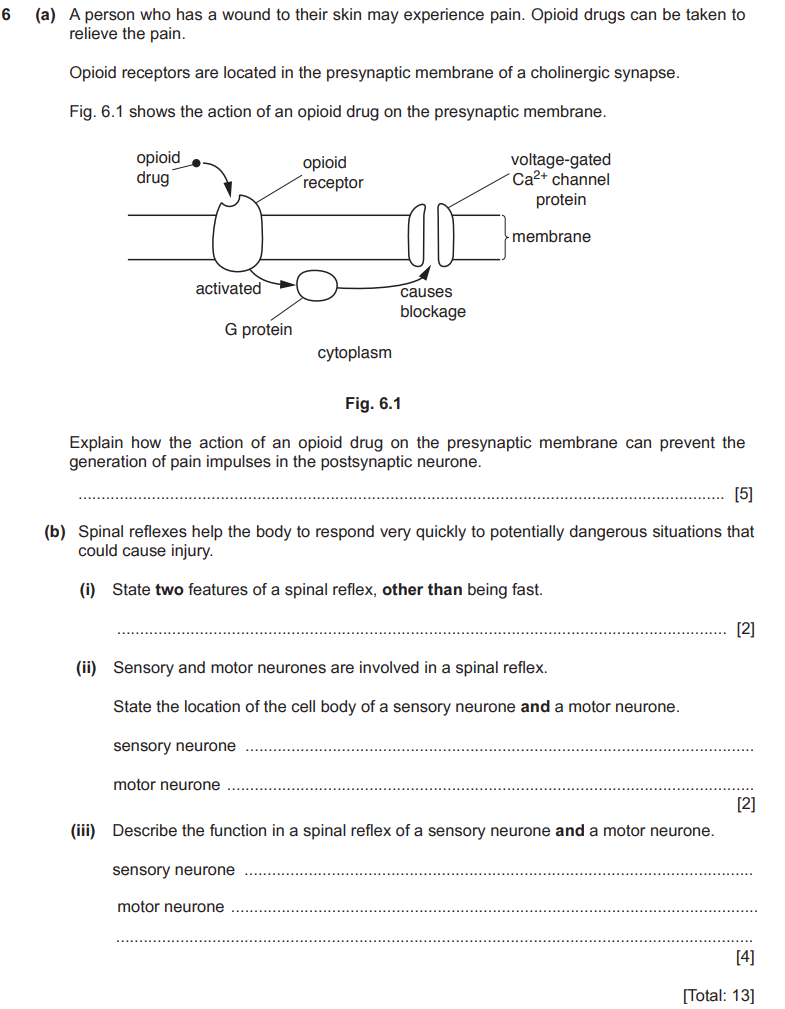 6 (a) A person who has a wound to their skin may experience pain. Opioid drugs can be taken to
relieve the pain.
Opioid receptors are located in the presynaptic membrane of a cholinergic synapse.
Fig. 6.1 shows the action of an opioid drug on the presynaptic membrane.
opioid
drug
opioid
receptor
voltage-gated
Ca2+ channel
protein
membrane
activated
causes
blockage
G protein
cytoplasm
Fig. 6.1
Explain how the action of an opioid drug on the presynaptic membrane can prevent the
generation of pain impulses in the postsynaptic neurone.
.......... [5]
(b) Spinal reflexes help the body to respond very quickly to potentially dangerous situations that
could cause injury.
(i) State two features of a spinal reflex, other than being fast.
.......... [2]
(ii) Sensory and motor neurones are involved in a spinal reflex.
State the location of the cell body of a sensory neurone and a motor neurone.
sensory neurone ..........
motor neurone ..........
[2]
(iii) Describe the function in a spinal reflex of a sensory neurone and a motor neurone.
sensory neurone ..........
motor neurone ..........
..........
[4]
[Total: 13]